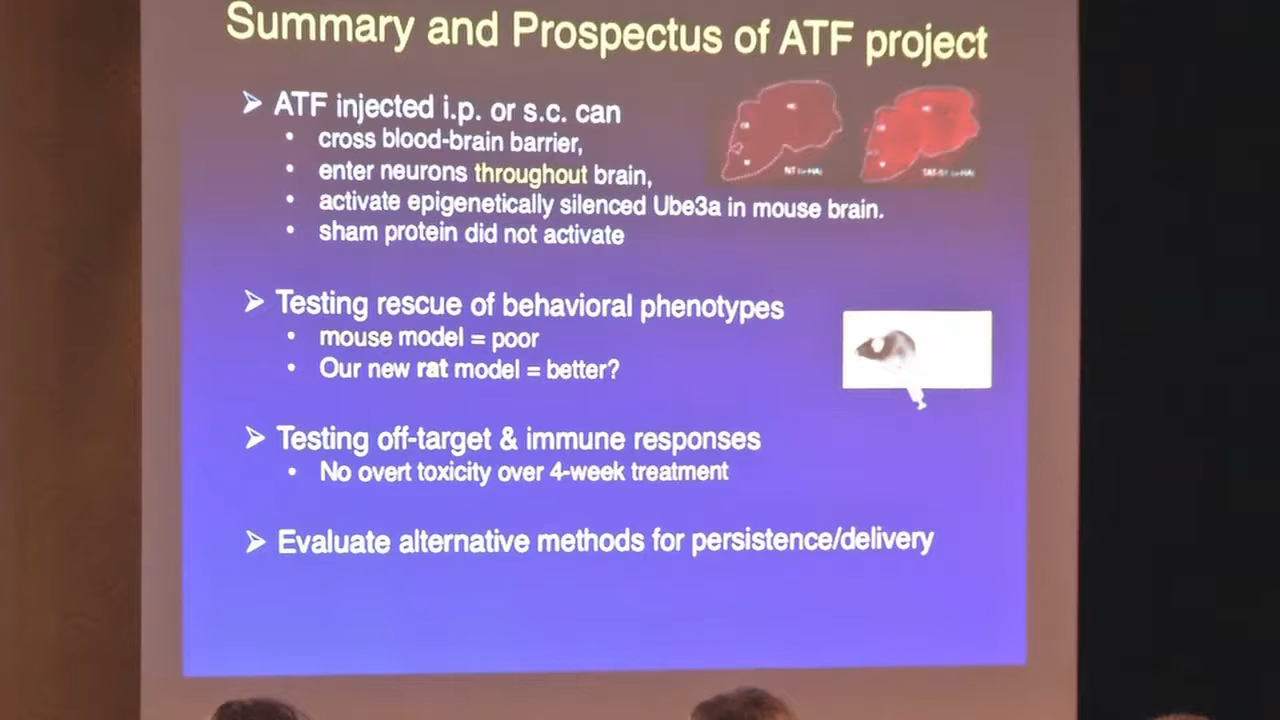 Summary and Prospectus of ATF project
➢ ATF injected i.p. or s.c. can
• cross blood-brain barrier,
• enter neurons throughout brain,
• activate epigenetically silenced Ube3a in mouse brain.
• sham protein did not activate
➢ Testing rescue of behavioral phenotypes
• mouse model = poor
• Our new rat model = better?
➢ Testing off-target & immune responses
• No overt toxicity over 4-week treatment
➢ Evaluate alternative methods for persistence/delivery